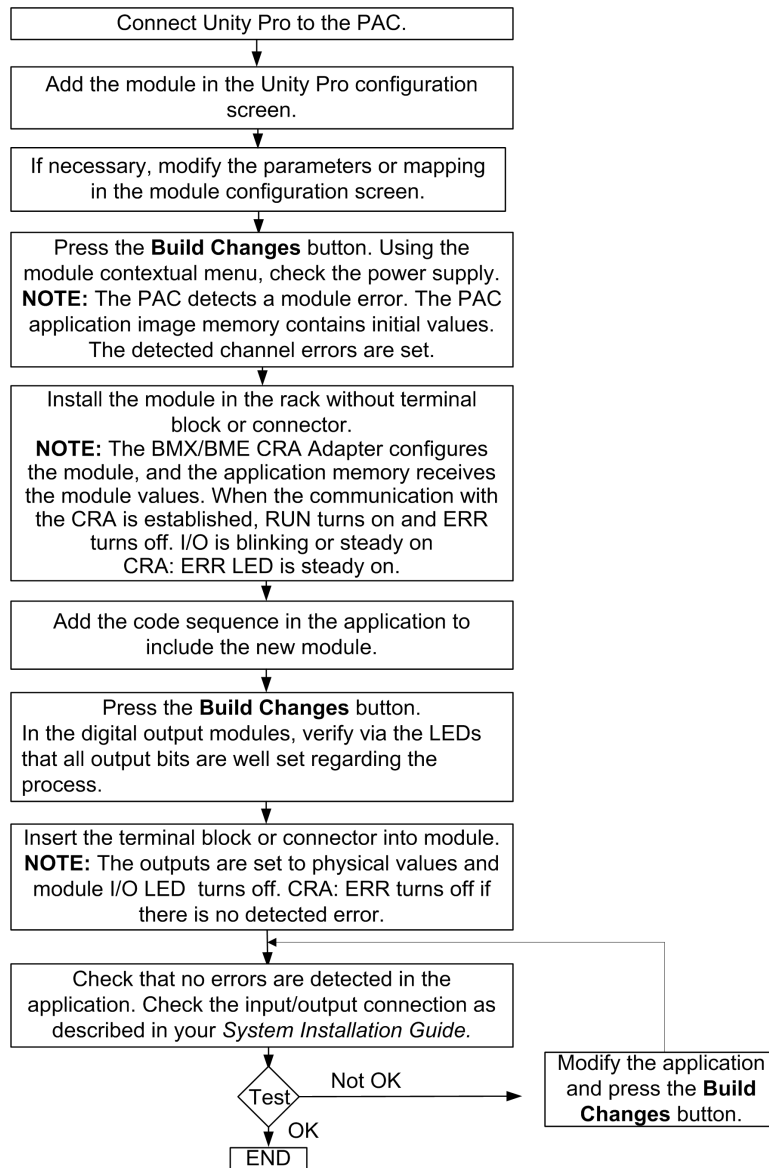 Connect Unity Pro to the PAC.
Add the module in the Unity Pro configuration
screen.
If necessary, modify the parameters or mapping
in the module configuration screen.
Press the Build Changes button. Using the
module contextual menu, check the power supply.
NOTE: The PAC detects a module error. The PAC
application image memory contains initial values.
The detected channel errors are set.
Install the module in the rack without terminal
block or connector.
NOTE: The BMX/BME CRA Adapter configures
the module, and the application memory receives
the module values. When the communication with
the CRA is established, RUN turns on and ERR
turns off. I/O is blinking or steady on
CRA: ERR LED is steady on.
Add the code sequence in the application to
include the new module.
Press the Build Changes button.
In the digital output modules, verify via the LEDs
that all output bits are well set regarding the
process.
Insert the terminal block or connector into module.
NOTE: The outputs are set to physical values and
module I/O LED turns off. CRA: ERR turns off if
there is no detected error.
Check that no errors are detected in the
application. Check the input/output connection as
described in your System Installation Guide.
Test
Not OK
Modify the application
and press the Build
Changes button.
OK
END